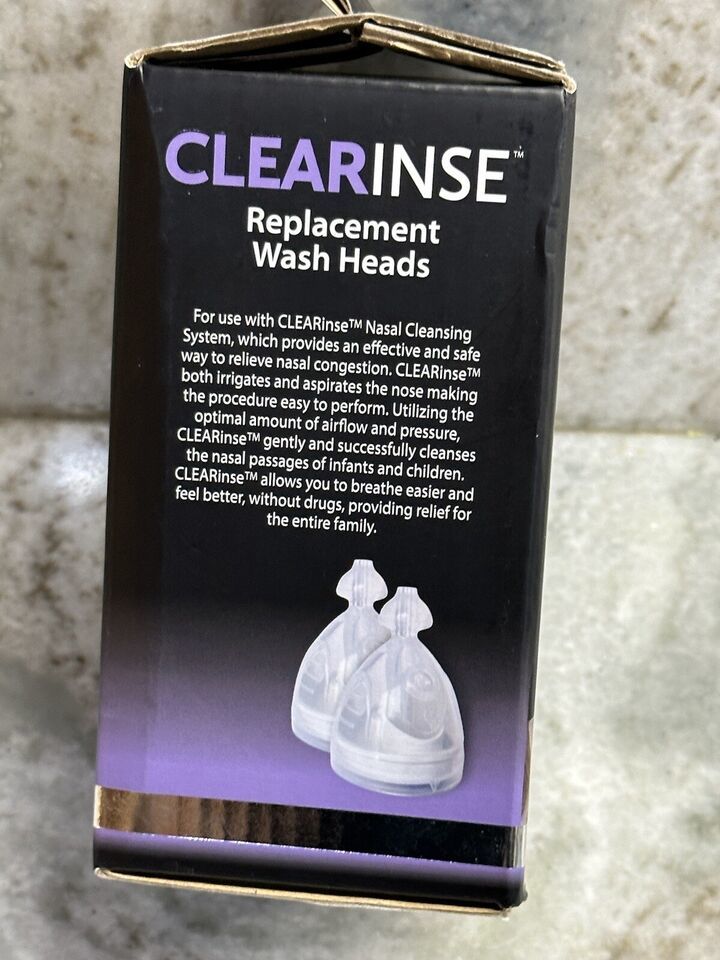 CLEARINSE™
Replacement
Wash Heads
For use with CLEARinse™ Nasal Cleansing
System, which provides an effective and safe
way to relieve nasal congestion. CLEARinse™
both irrigates and aspirates the nose making
the procedure easy to perform. Utilizing the
optimal amount of airflow and pressure,
CLEARinse™ gently and successfully cleanses
the nasal passages of infants and children.
CLEARinse™ allows you to breathe easier and
feel better, without drugs, providing relief for
the entire family.